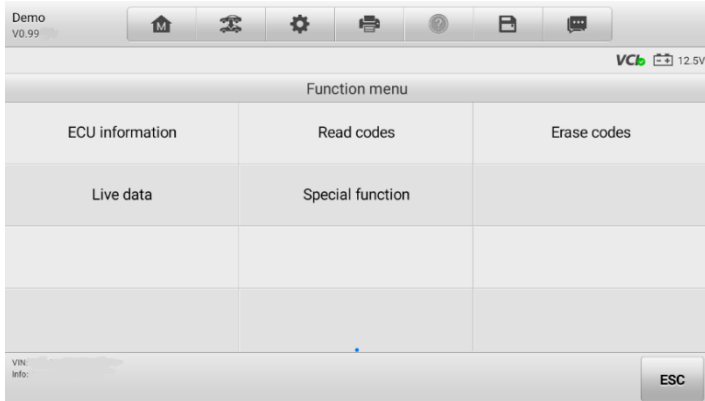 Demo
V0.99
M
?
VCI 12.5V
Function menu
ECU information Read codes Erase codes
Live data Special function
VIN:
Info:
ESC